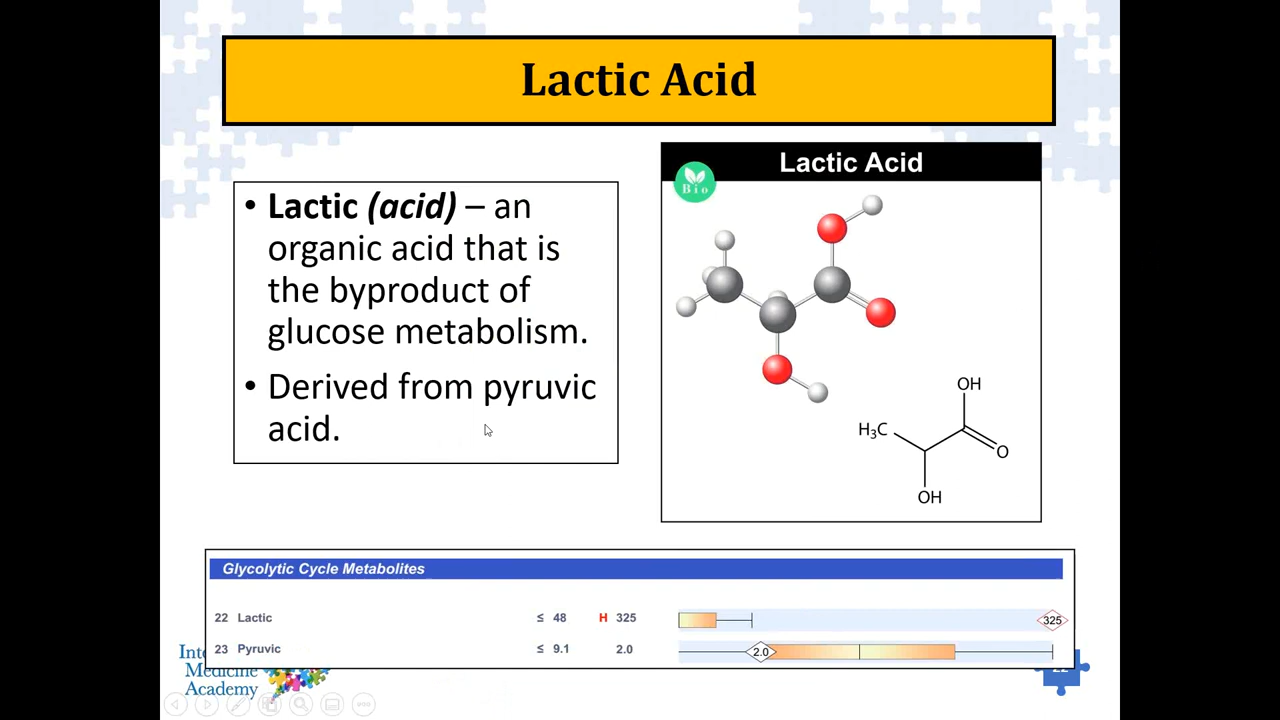 Lactic Acid
• Lactic (acid) – an
organic acid that is
the byproduct of
glucose metabolism.
• Derived from pyruvic
acid.
Lactic Acid
Bio
OH
H₃C
O
OH
Glycolytic Cycle Metabolites
22 Lactic ≤ 48 H 325 325
23 Pyruvic ≤ 9.1 2.0 2.0
Medicine
Academy